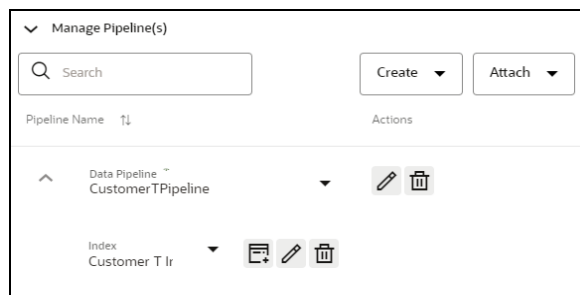 Manage Pipeline(s)
Search
Create
Attach
Pipeline Name
Actions
Data Pipeline *
CustomerTPipeline
Index
Customer T Ir